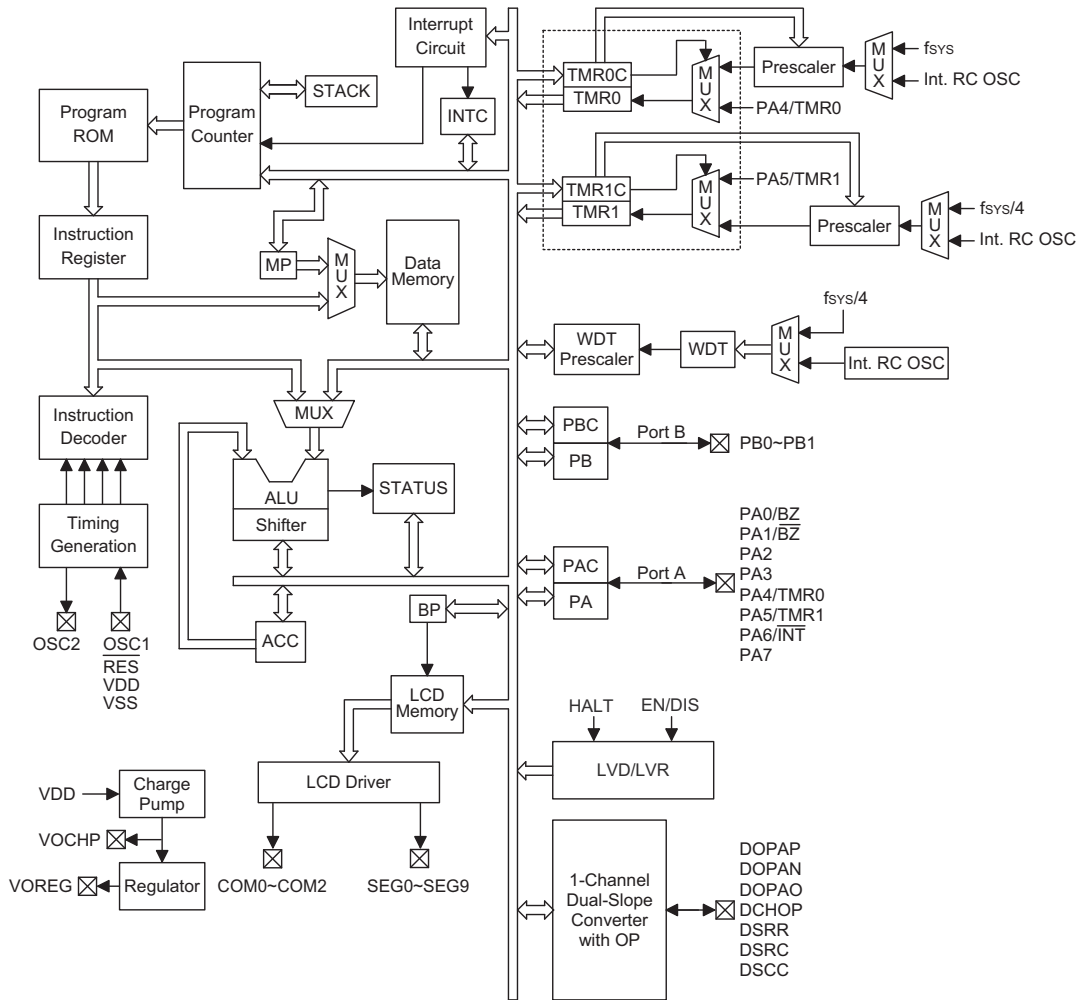 Interrupt
Circuit
STACK
Program
ROM
Program
Counter
INTC
TMR0C
TMR0
MUX
Prescaler
MUX
fSYS
Int. RC OSC
PA4/TMR0
TMR1C
TMR1
MUX
PA5/TMR1
Prescaler
MUX
fSYS/4
Int. RC OSC
Instruction
Register
MP
MUX
Data
Memory
WDT
Prescaler
WDT
MUX
fSYS/4
Int. RC OSC
Instruction
Decoder
MUX
ALU
Shifter
STATUS
PBC
PB
Port B
PB0~PB1
Timing
Generation
OSC2
OSC1
R̅E̅S̅
VDD
VSS
ACC
BP
PAC
PA
Port A
PA0/BZ
PA1/B̅Z̅
PA2
PA3
PA4/TMR0
PA5/TMR1
PA6/I̅N̅T̅
PA7
LCD
Memory
LCD Driver
COM0~COM2
SEG0~SEG9
HALT
EN/DIS
LVD/LVR
VDD
Charge
Pump
VOCHP
VOREG
Regulator
1-Channel
Dual-Slope
Converter
with OP
DOPAP
DOPAN
DOPAO
DCHOP
DSRR
DSRC
DSCC